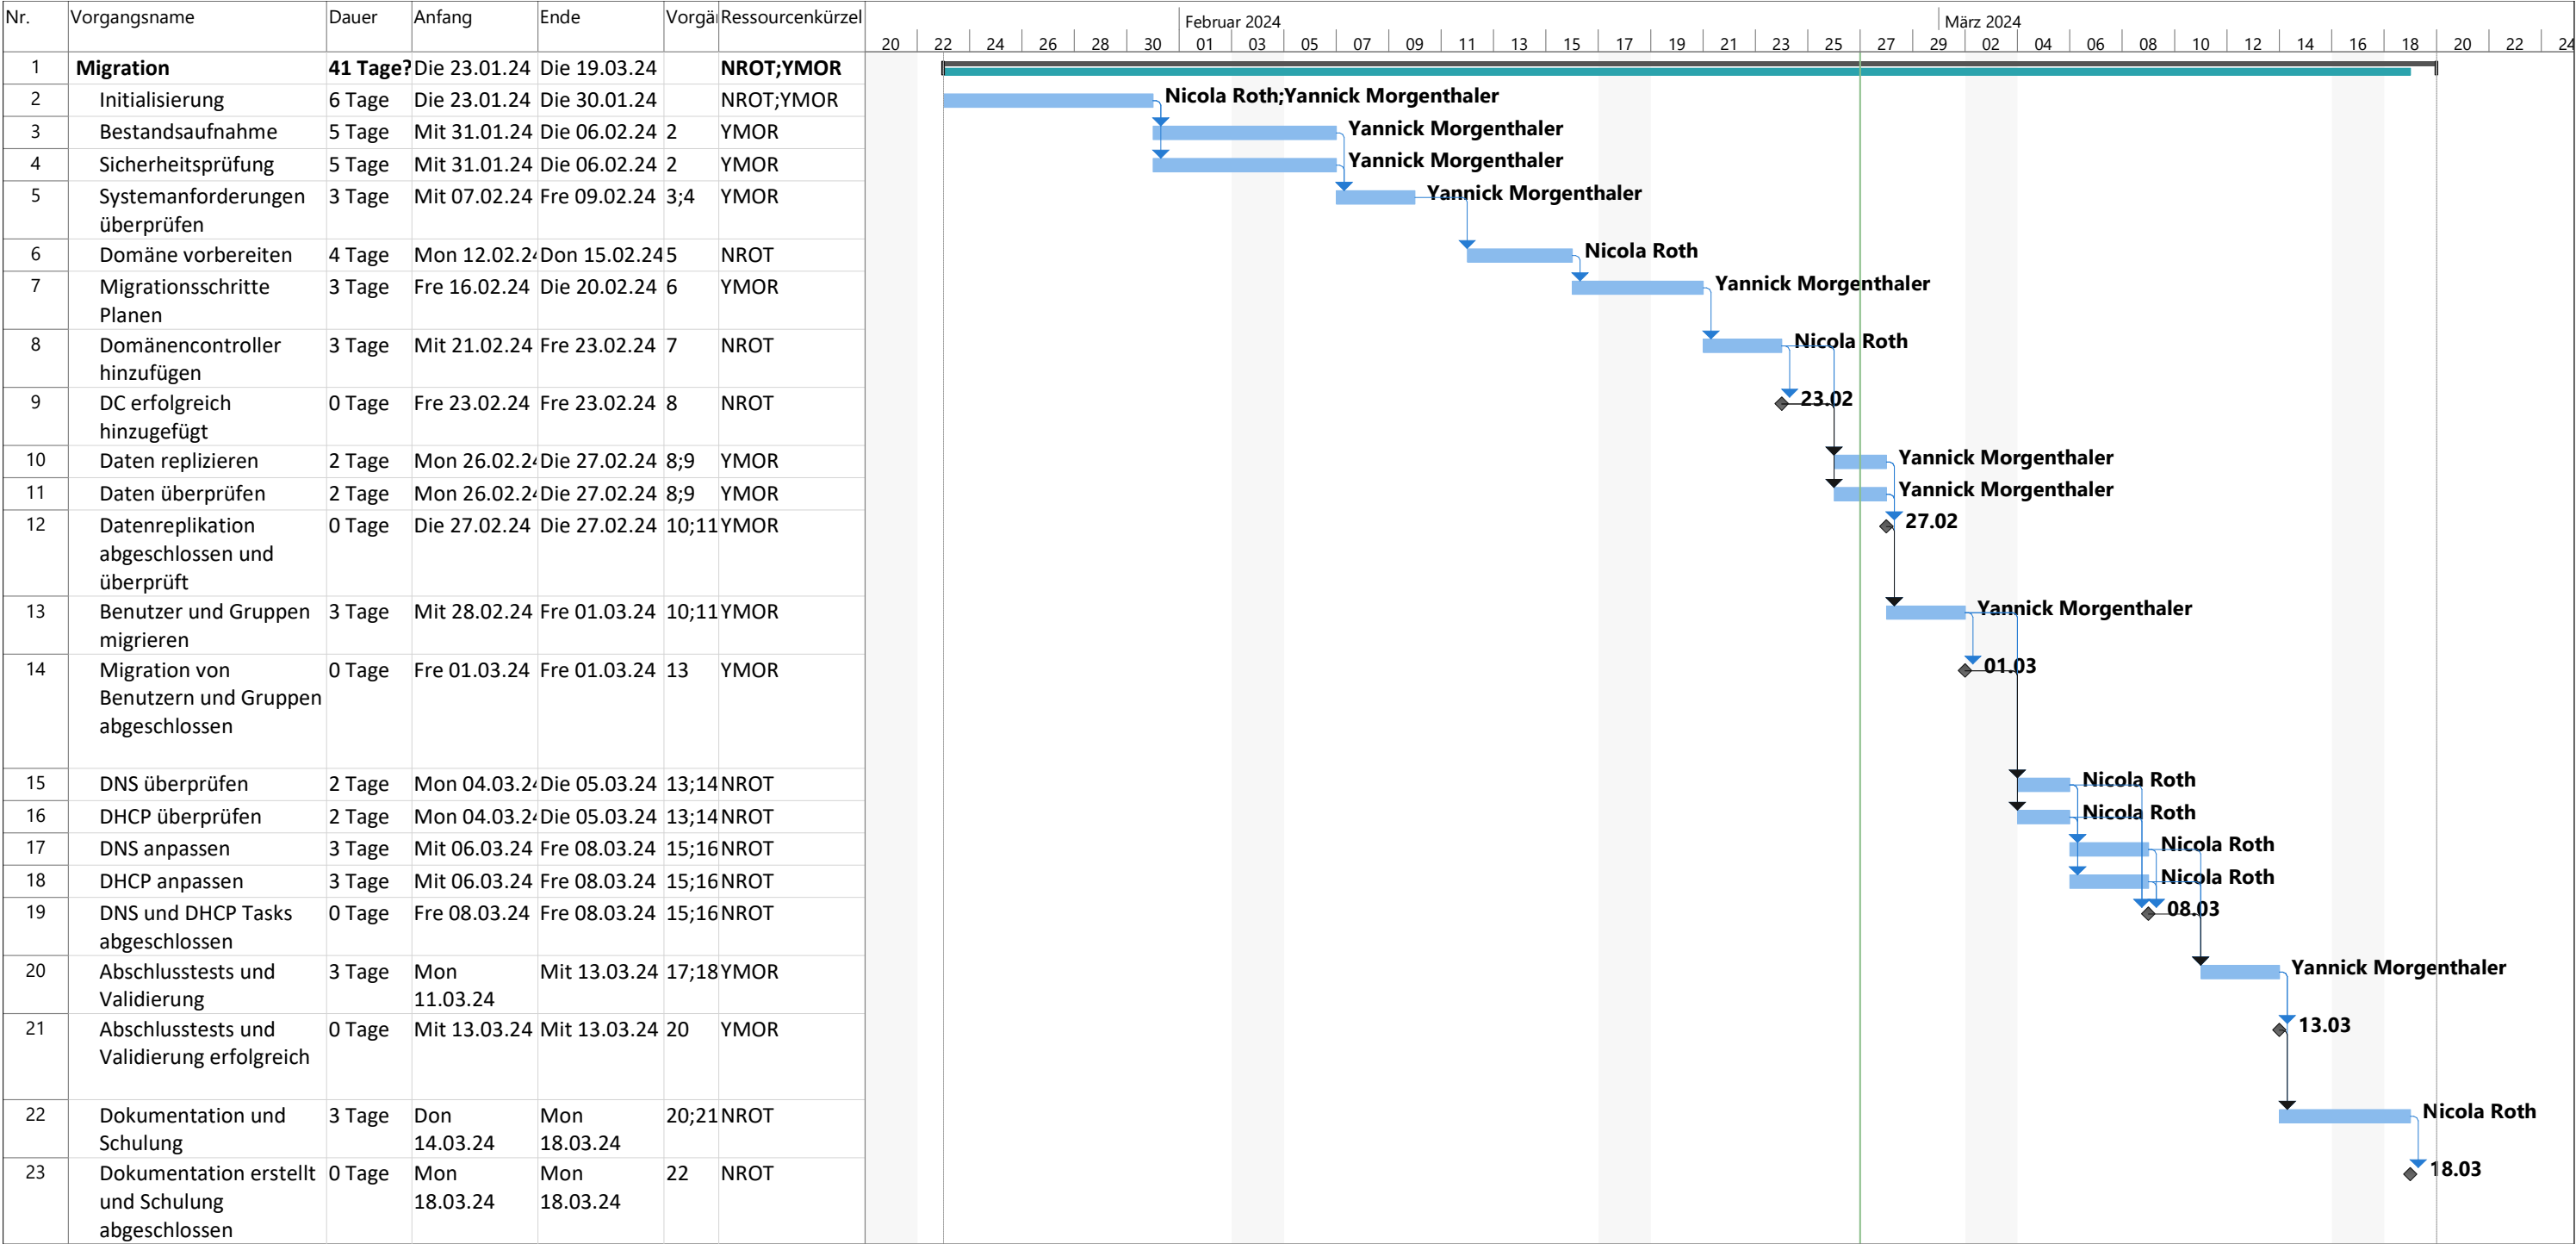 Nr. Vorgangsname Dauer Anfang Ende Vorgä Ressourcenkürzel
Februar 2024 März 2024
20 22 24 26 28 30 01 03 05 07 09 11 13 15 17 19 21 23 25 27 29 02 04 06 08 10 12 14 16 18 20 22 24
1 Migration 41 Tage? Die 23.01.24 Die 19.03.24 NROT;YMOR
2 Initialisierung 6 Tage Die 23.01.24 Die 30.01.24 NROT;YMOR Nicola Roth;Yannick Morgenthaler
3 Bestandsaufnahme 5 Tage Mit 31.01.24 Die 06.02.24 2 YMOR Yannick Morgenthaler
4 Sicherheitsprüfung 5 Tage Mit 31.01.24 Die 06.02.24 2 YMOR Yannick Morgenthaler
5 Systemanforderungen 3 Tage Mit 07.02.24 Fre 09.02.24 3;4 YMOR Yannick Morgenthaler
überprüfen
6 Domäne vorbereiten 4 Tage Mon 12.02.24 Don 15.02.24 5 NROT Nicola Roth
7 Migrationsschritte 3 Tage Fre 16.02.24 Die 20.02.24 6 YMOR Yannick Morgenthaler
Planen
8 Domänencontroller 3 Tage Mit 21.02.24 Fre 23.02.24 7 NROT Nicola Roth
hinzufügen
9 DC erfolgreich 0 Tage Fre 23.02.24 Fre 23.02.24 8 NROT 23.02
hinzugefügt
10 Daten replizieren 2 Tage Mon 26.02.24 Die 27.02.24 8;9 YMOR Yannick Morgenthaler
11 Daten überprüfen 2 Tage Mon 26.02.24 Die 27.02.24 8;9 YMOR Yannick Morgenthaler
12 Datenreplikation 0 Tage Die 27.02.24 Die 27.02.24 10;11 YMOR 27.02
abgeschlossen und
überprüft
13 Benutzer und Gruppen 3 Tage Mit 28.02.24 Fre 01.03.24 10;11 YMOR Yannick Morgenthaler
migrieren
14 Migration von 0 Tage Fre 01.03.24 Fre 01.03.24 13 YMOR 01.03
Benutzern und Gruppen
abgeschlossen
15 DNS überprüfen 2 Tage Mon 04.03.24 Die 05.03.24 13;14 NROT Nicola Roth
16 DHCP überprüfen 2 Tage Mon 04.03.24 Die 05.03.24 13;14 NROT Nicola Roth
17 DNS anpassen 3 Tage Mit 06.03.24 Fre 08.03.24 15;16 NROT Nicola Roth
18 DHCP anpassen 3 Tage Mit 06.03.24 Fre 08.03.24 15;16 NROT Nicola Roth
19 DNS und DHCP Tasks 0 Tage Fre 08.03.24 Fre 08.03.24 15;16 NROT 08.03
abgeschlossen
20 Abschlusstests und 3 Tage Mon Mit 13.03.24 17;18 YMOR Yannick Morgenthaler
Validierung 11.03.24
21 Abschlusstests und 0 Tage Mit 13.03.24 Mit 13.03.24 20 YMOR 13.03
Validierung erfolgreich
22 Dokumentation und 3 Tage Don Mon 20;21 NROT Nicola Roth
Schulung 14.03.24 18.03.24
23 Dokumentation erstellt 0 Tage Mon Mon 22 NROT 18.03
und Schulung 18.03.24 18.03.24
abgeschlossen